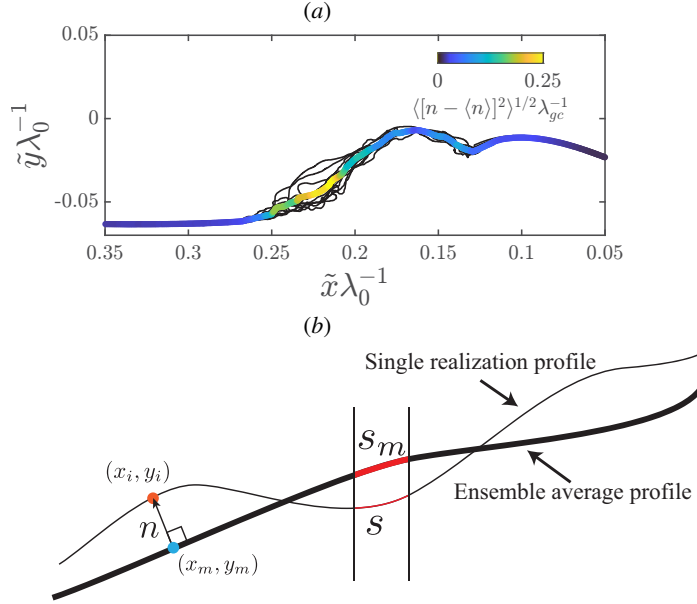 (a)
0.05
0
-0.05
ỹλ₀⁻¹
0 0.25
⟨[n − ⟨n⟩]²⟩^{1/2}λ_{gc}⁻¹
0.35 0.3 0.25 0.2 0.15 0.1 0.05
x̃λ₀⁻¹
(b)
Single realization profile
s_m
(x_i, y_i)
Ensemble average profile
n
s
(x_m, y_m)